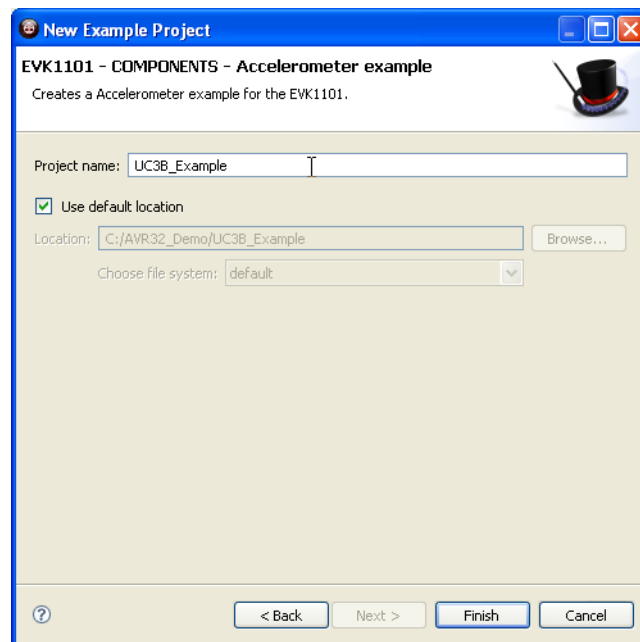 New Example Project
EVK1101 - COMPONENTS - Accelerometer example
Creates a Accelerometer example for the EVK1101.
Project name: UC3B_Example
Use default location
Location: C:/AVR32_Demo/UC3B_Example Browse...
Choose file system: default
? < Back Next > Finish Cancel